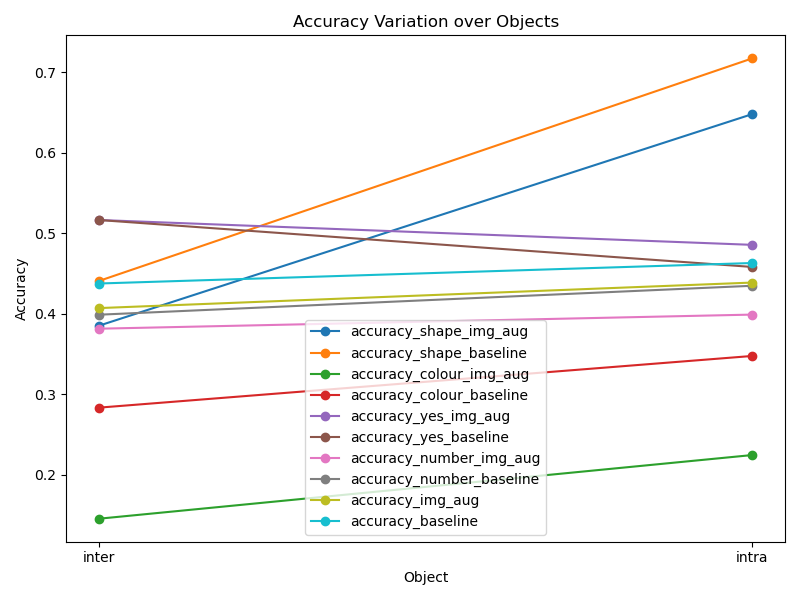 Accuracy Variation over Objects
Accuracy
0.7
0.6
0.5
0.4
0.3
0.2
accuracy_shape_img_aug
accuracy_shape_baseline
accuracy_colour_img_aug
accuracy_colour_baseline
accuracy_yes_img_aug
accuracy_yes_baseline
accuracy_number_img_aug
accuracy_number_baseline
accuracy_img_aug
accuracy_baseline
inter
intra
Object